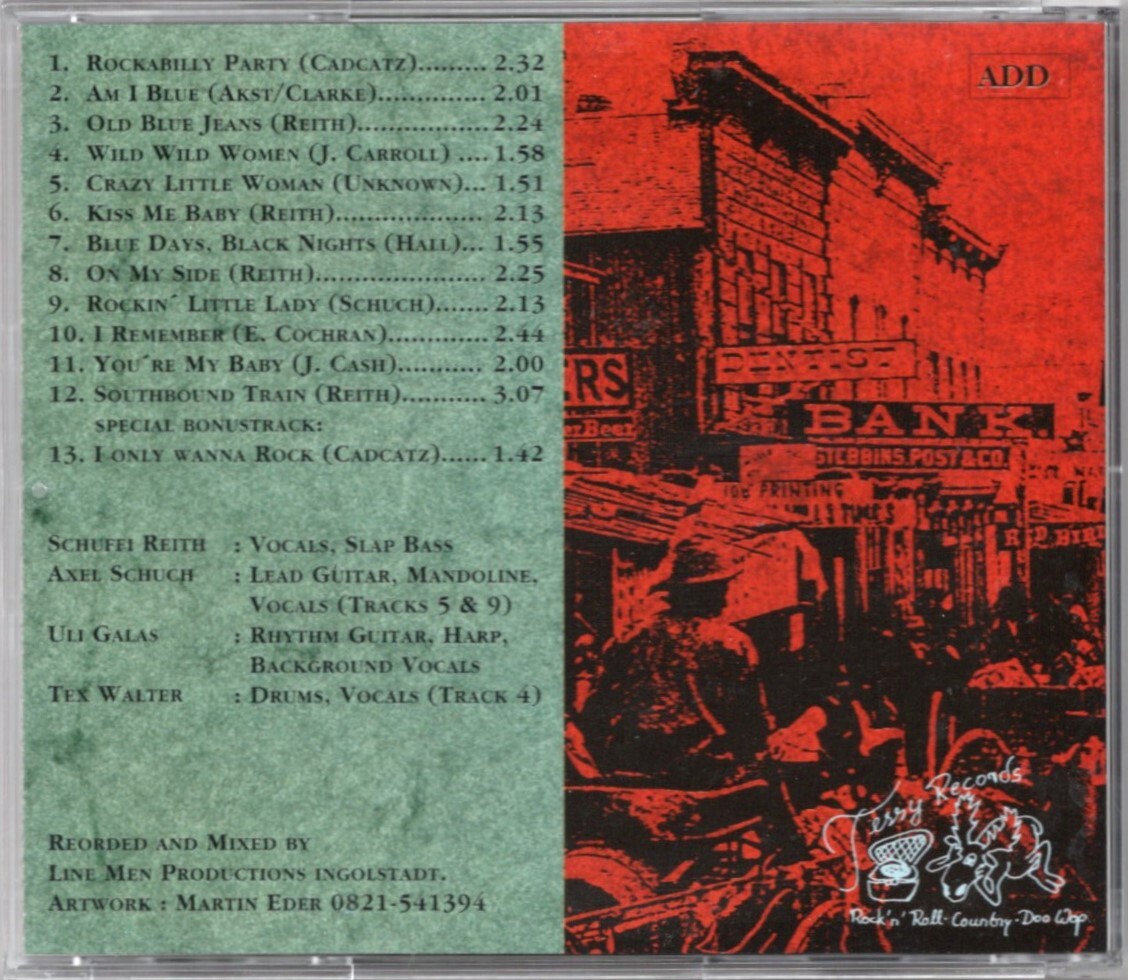 1. Rockabilly Party (Cadcatz)......... 2.32
2. Am I Blue (Akst/Clarke).............. 2.01
3. Old Blue Jeans (Reith)................. 2.24
4. Wild Wild Women (J. Carroll) .... 1.58
5. Crazy Little Woman (Unknown)... 1.51
6. Kiss Me Baby (Reith)................... 2.13
7. Blue Days, Black Nights (Hall)... 1.55
8. On My Side (Reith)...................... 2.25
9. Rockin´ Little Lady (Schuch)....... 2.13
10. I Remember (E. Cochran)............. 2.44
11. You´re My Baby (J. Cash)........... 2.00
12. Southbound Train (Reith)........... 3.07
special bonustrack:
13. I only wanna Rock (Cadcatz)...... 1.42
Schuffi Reith : Vocals, Slap Bass
Axel Schuch : Lead Guitar, Mandoline,
Vocals (Tracks 5 & 9)
Uli Galas : Rhythm Guitar, Harp,
Background Vocals
Tex Walter : Drums, Vocals (Track 4)
Reorded and Mixed by
Line Men Productions ingolstadt.
Artwork : Martin Eder 0821-541394
ADD
DENTIST
ERS
Beer
BANK.
STEBBINS POST & CO.
JOB PRINTING
TIMES
Tessy Records
Rock'n' Roll-Country-Doo Wop